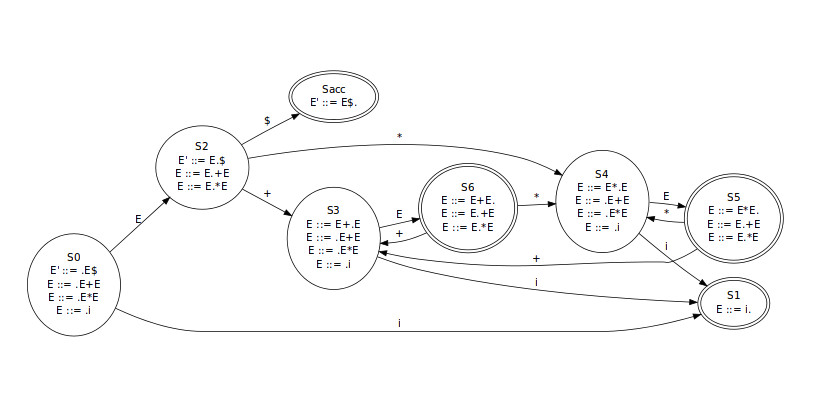 Sacc
E' ::= E$.
$
*
S2
E' ::= E.$
E ::= E.+E
E ::= E.*E
+
E
S6
E ::= E+E.
E ::= E.+E
E ::= E.*E
*
S4
E ::= E*.E
E ::= .E+E
E ::= .E*E
E ::= .i
E
*
S5
E ::= E*E.
E ::= E.+E
E ::= E.*E
S3
E ::= E+.E
E ::= .E+E
E ::= .E*E
E ::= .i
E
+
i
+
S0
E' ::= .E$
E ::= .E+E
E ::= .E*E
E ::= .i
i
S1
E ::= i.
i